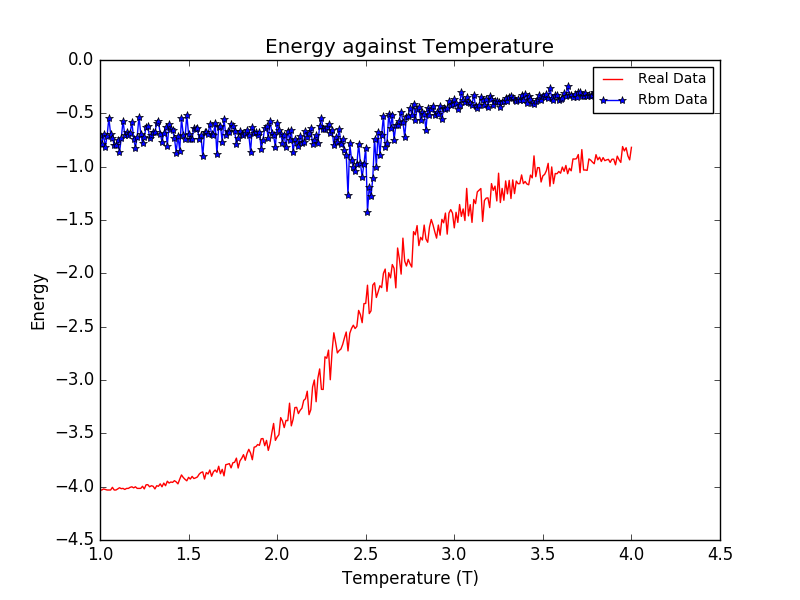 Energy against Temperature
Real Data
Rbm Data
0.0
−0.5
−1.0
−1.5
−2.0
−2.5
−3.0
−3.5
−4.0
−4.5
Energy
1.0 1.5 2.0 2.5 3.0 3.5 4.0 4.5
Temperature (T)